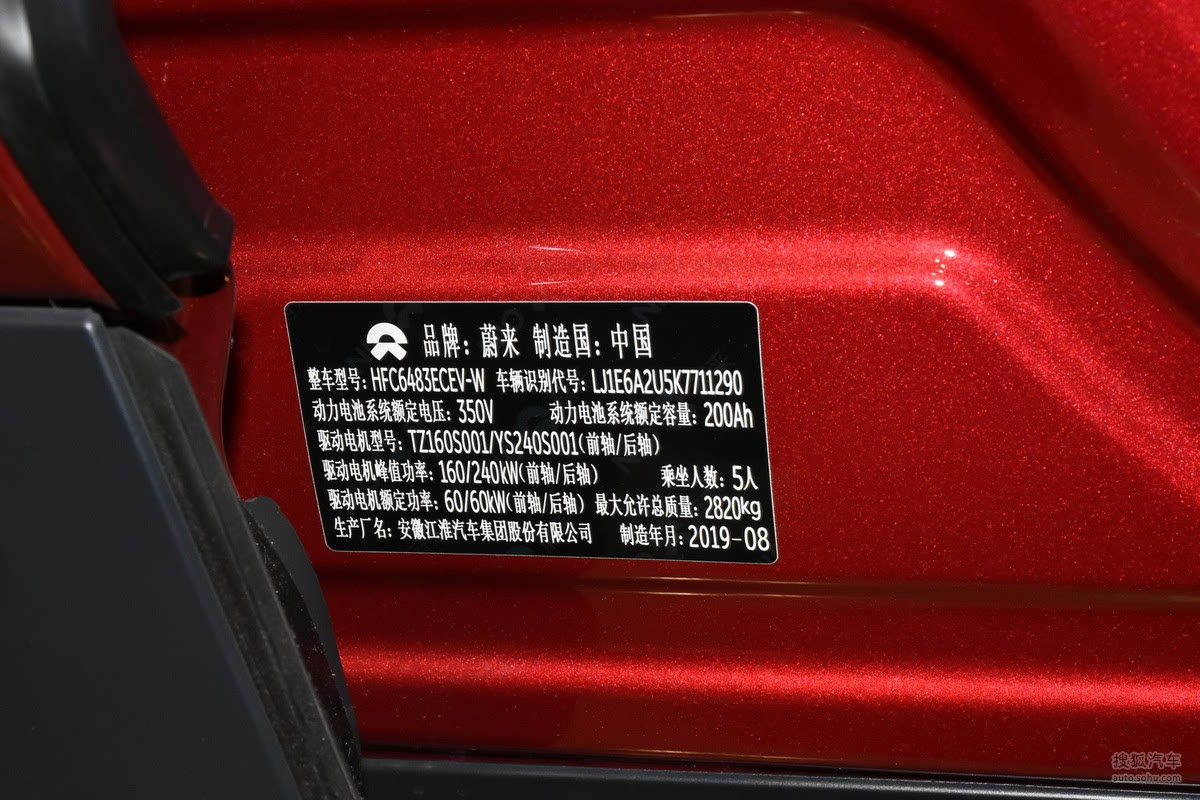 品牌：蔚来 制造国：中国
整车型号：HFC6483ECEV-W 车辆识别代号：LJ1E6A2U5K7711290
动力电池系统额定电压：350V 动力电池系统额定容量：200Ah
驱动电机型号：TZ160S001/YS240S001(前轴/后轴)
驱动电机峰值功率：160/240kW(前轴/后轴) 乘坐人数：5人
驱动电机额定功率：60/60kW(前轴/后轴) 最大允许总质量：2820kg
生产厂名：安徽江淮汽车集团股份有限公司 制造年月：2019-08
搜狐汽车
auto.sohu.com